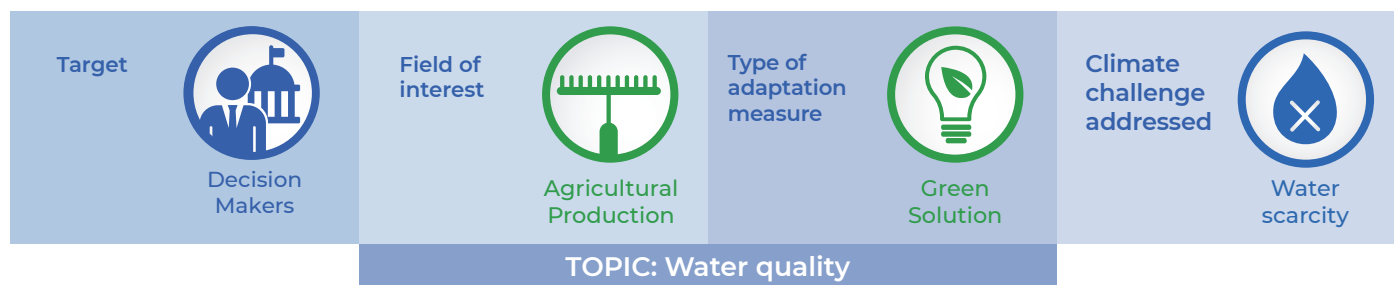 Target
Decision
Makers
Field of
interest
Agricultural
Production
Type of
adaptation
measure
Green
Solution
Climate
challenge
addressed
Water
scarcity
TOPIC: Water quality